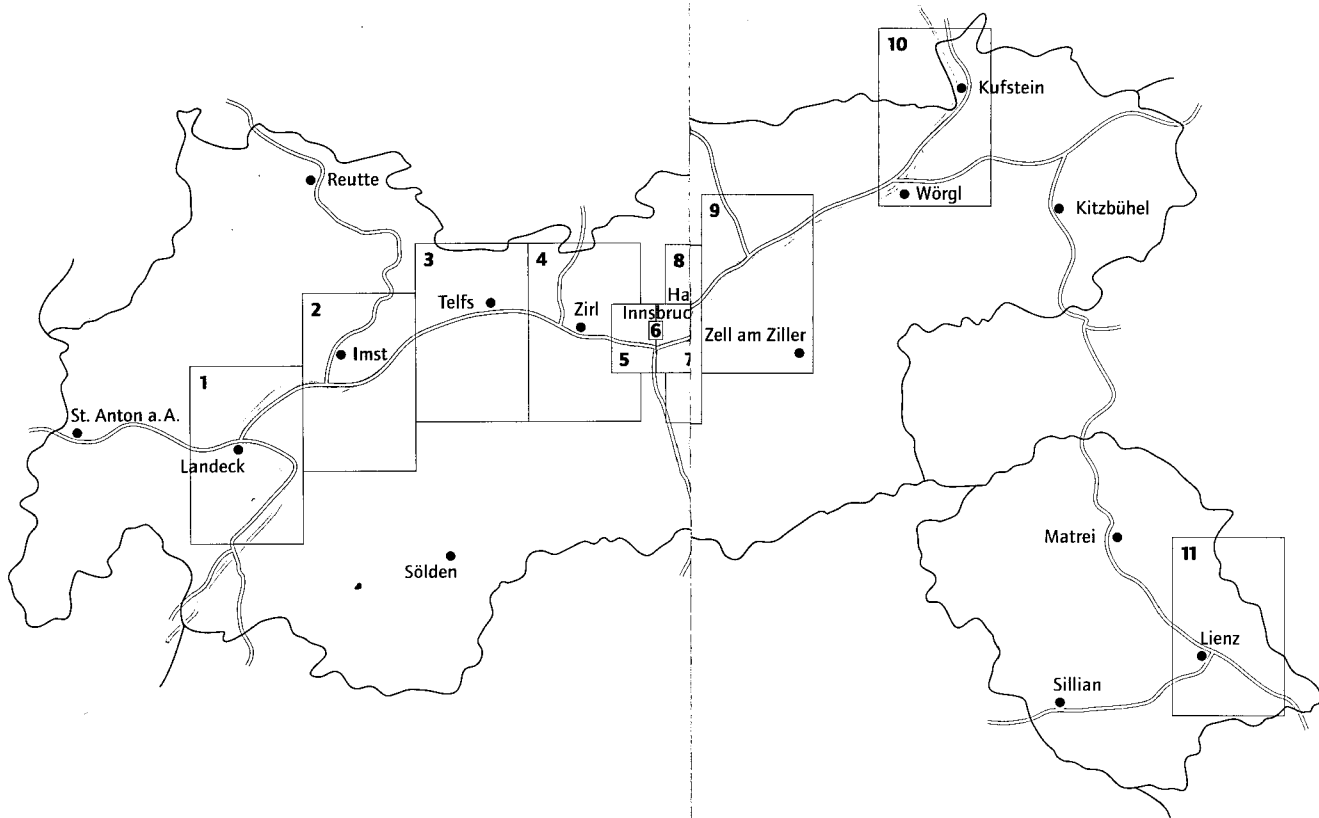 10
Kufstein
Reutte
Wörgl
Kitzbühel
9
3
4
8
Telfs
Zirl
Ha
Innsbruc
2
6
Zell am Ziller
Imst
5
7
1
St. Anton a.A.
Landeck
Matrei
11
Sölden
Lienz
Sillian